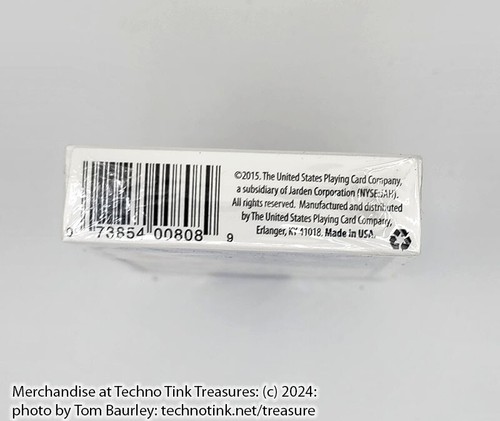 ©2015. The United States Playing Card Company,
a subsidiary of Jarden Corporation (NYSE:JAH).
All rights reserved. Manufactured and distributed
by The United States Playing Card Company,
Erlanger, KY 41018. Made in USA.
0 73854 00808 9
Merchandise at Techno Tink Treasures: (c) 2024:
photo by Tom Baurley: technotink.net/treasure